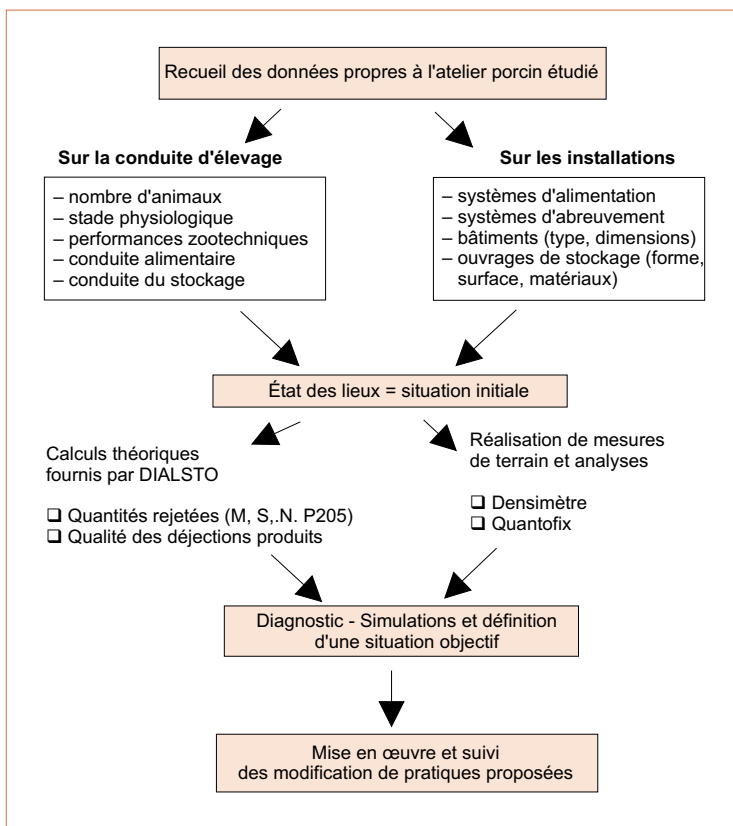 Recueil des données propres à l'atelier porcin étudié
Sur la conduite d'élevage
– nombre d'animaux
– stade physiologique
– performances zootechniques
– conduite alimentaire
– conduite du stockage
Sur les installations
– systèmes d'alimentation
– systèmes d'abreuvement
– bâtiments (type, dimensions)
– ouvrages de stockage (forme,
surface, matériaux)
État des lieux = situation initiale
Calculs théoriques
fournis par DIALSTO
❑ Quantités rejetées (M, S,.N. P205)
❑ Qualité des déjections produits
Réalisation de mesures
de terrain et analyses
❑ Densimètre
❑ Quantofix
Diagnostic - Simulations et définition
d'une situation objectif
Mise en œuvre et suivi
des modification de pratiques proposées